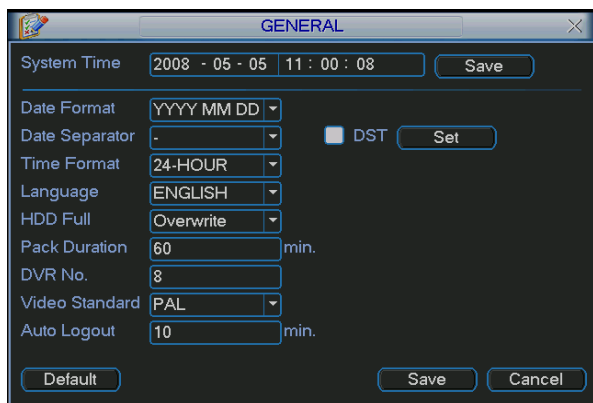 GENERAL
System Time 2008 - 05 - 05 11 : 00 : 08 Save
Date Format YYYY MM DD
Date Separator - DST Set
Time Format 24-HOUR
Language ENGLISH
HDD Full Overwrite
Pack Duration 60 min.
DVR No. 8
Video Standard PAL
Auto Logout 10 min.
Default Save Cancel